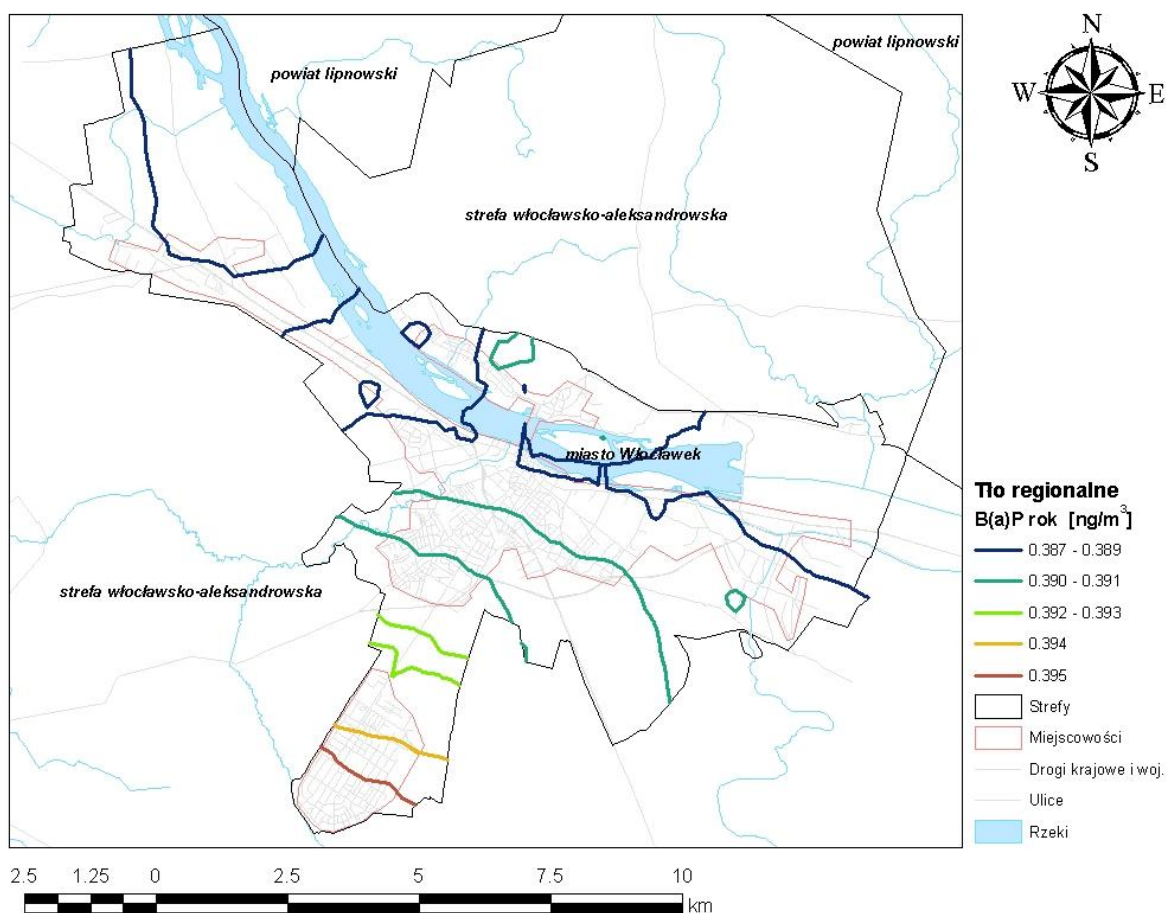 powiat lipnowski
powiat lipnowski
strefa włocławsko-aleksandrowska
miasto Włocławek
strefa włocławsko-aleksandrowska
N
W E
S
Tło regionalne
B(a)P rok [ng/m³]
0.387 - 0.389
0.390 - 0.391
0.392 - 0.393
0.394
0.395
Strefy
Miejscowości
Drogi krajowe i woj.
Ulice
Rzeki
2.5 1.25 0 2.5 5 7.5 10
km